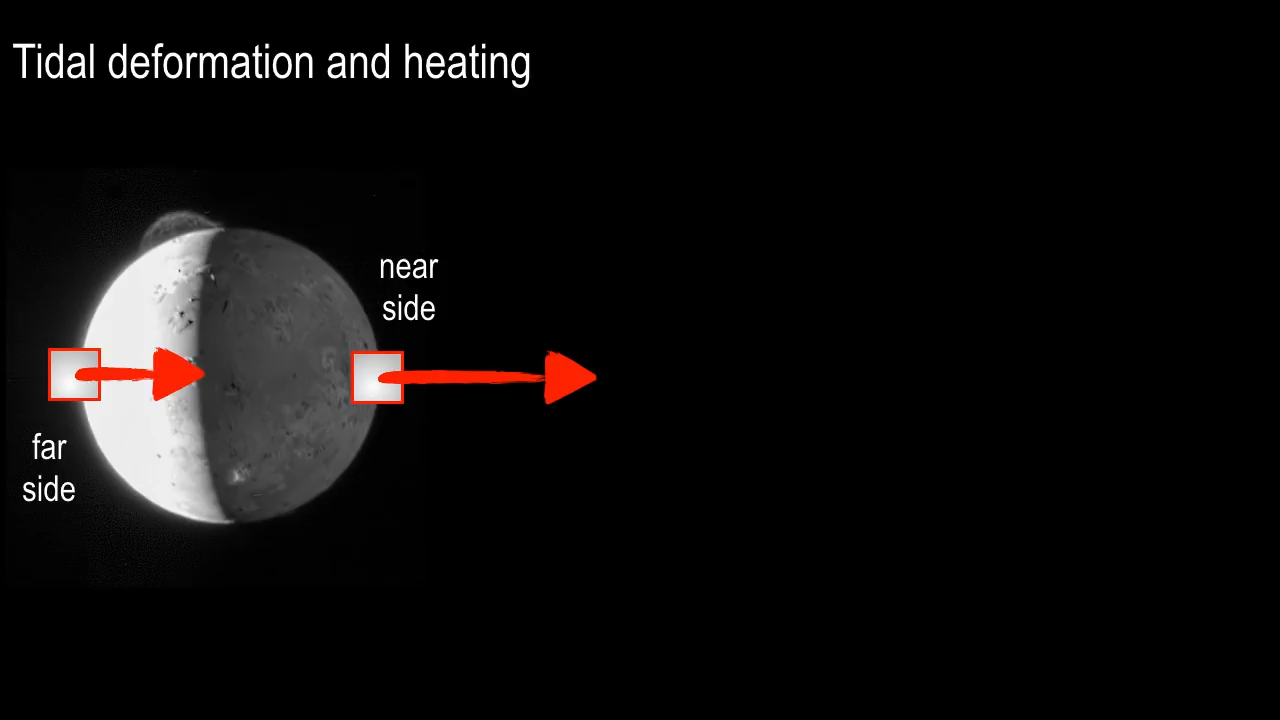 Tidal deformation and heating
near
side
far
side